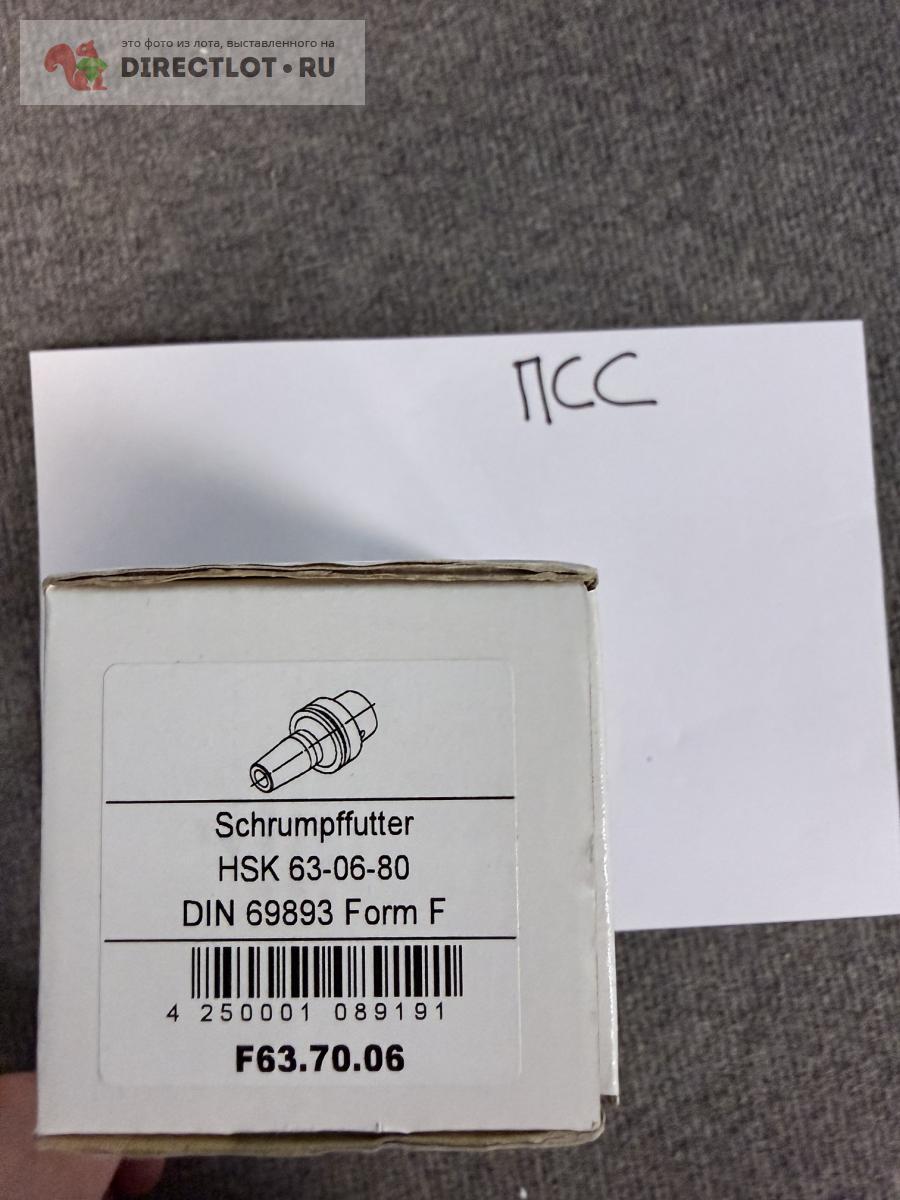 это фото из лота, выставленного на
DIRECTLOT.RU
ПСС
Schrumpffutter
HSK 63-06-80
DIN 69893 Form F
4 250001 089191
F63.70.06